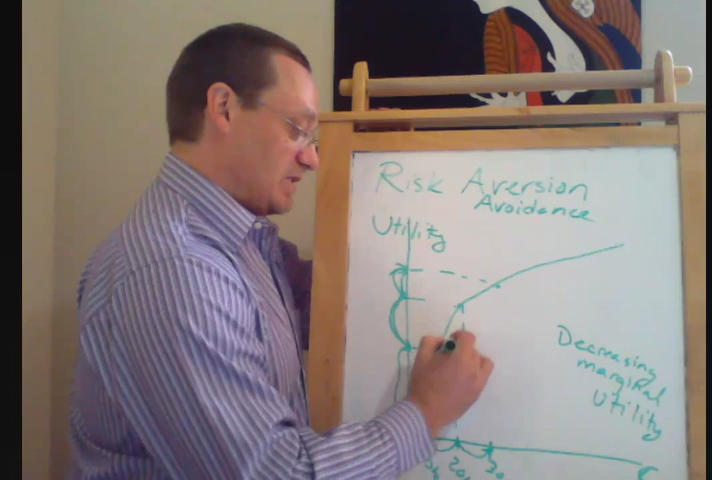 Risk Aversion
Avoidance
Utility
Decreasing
marginal
Utility